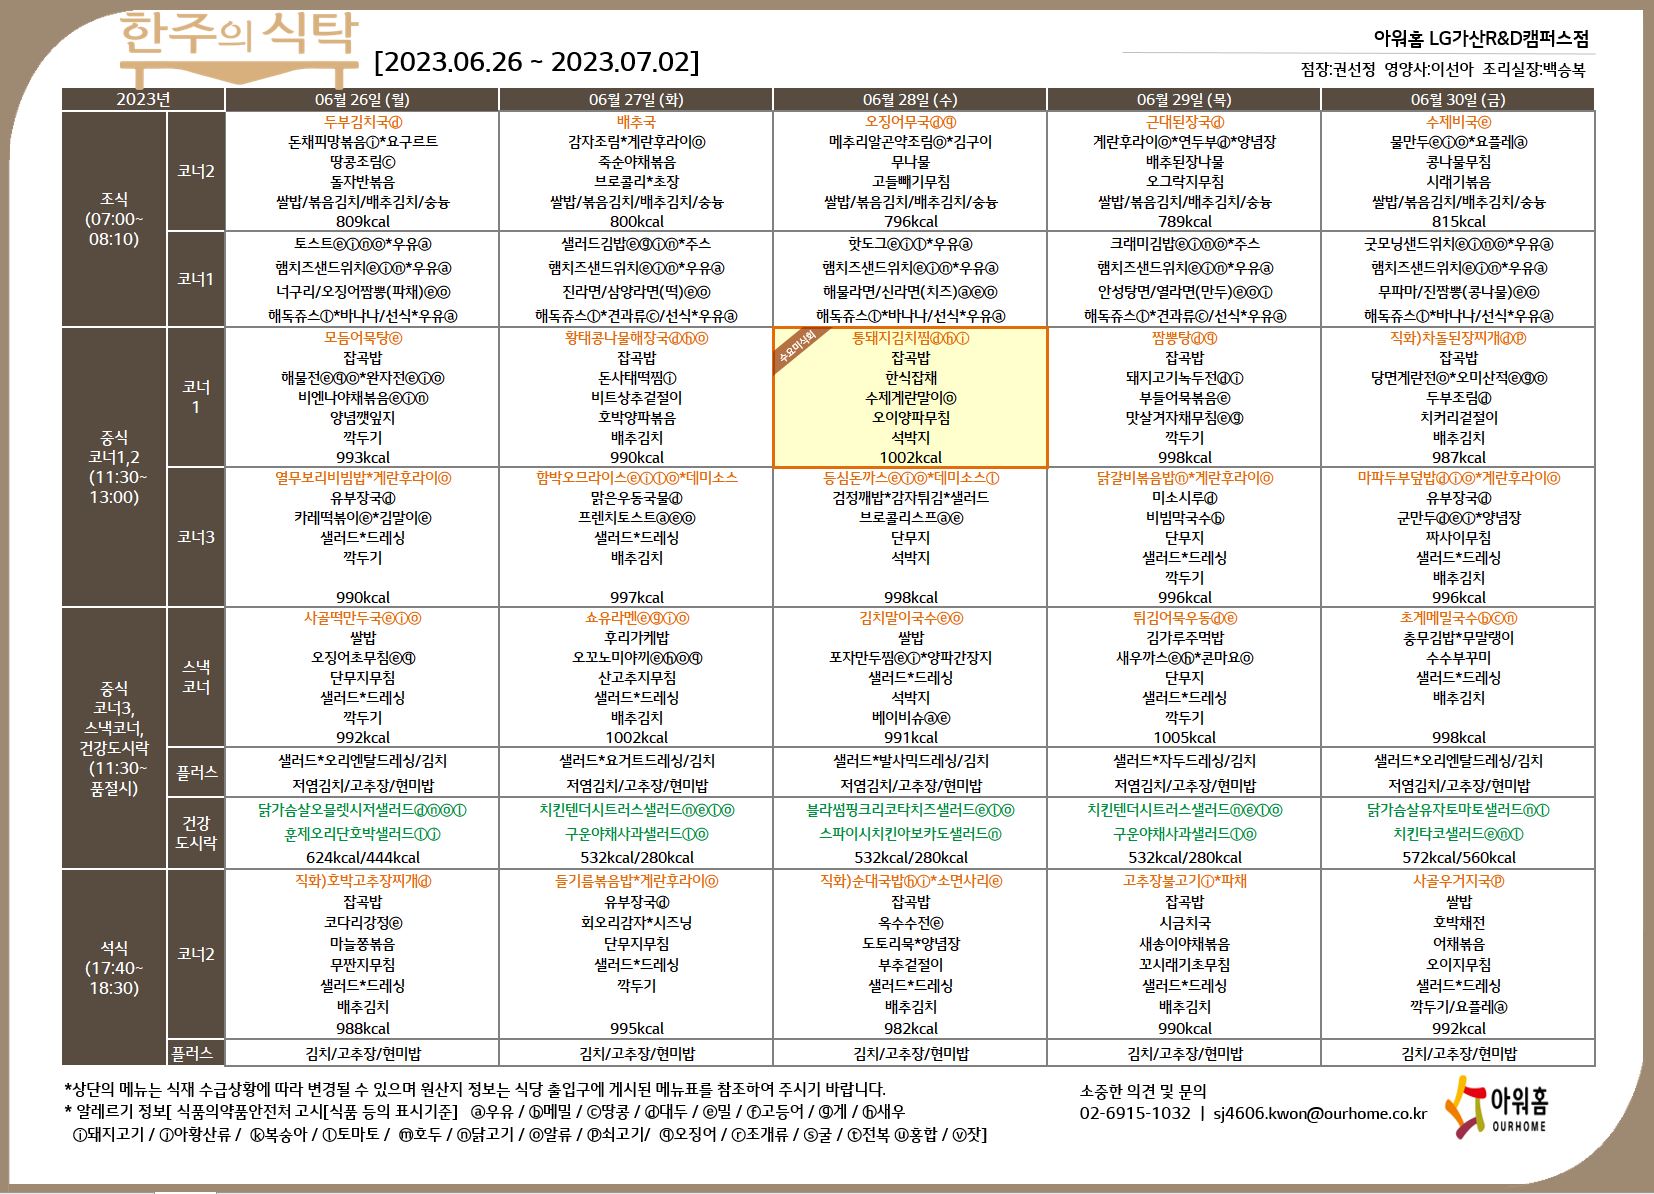 한주의 식탁
[2023.06.26 ~ 2023.07.02]
아워홈 LG가산R&D캠퍼스점
점장:권선정 영양사:이선아 조리실장:백승복
2023년 06월 26일 (월) 06월 27일 (화) 06월 28일 (수) 06월 29일 (목) 06월 30일 (금)
조식
(07:00~
08:10)
코너2
두부김치국ⓓ
돈채피망볶음ⓘ*요구르트
땅콩조림ⓒ
돌자반볶음
쌀밥/볶음김치/배추김치/숭늉
809kcal
배추국
감자조림*계란후라이ⓞ
죽순야채볶음
브로콜리*초장
쌀밥/볶음김치/배추김치/숭늉
800kcal
오징어무국ⓓⓠ
메추리알곤약조림ⓞ*김구이
무나물
고들빼기무침
쌀밥/볶음김치/배추김치/숭늉
796kcal
근대된장국ⓓ
계란후라이ⓞ*연두부ⓓ*양념장
배추된장나물
오그락지무침
쌀밥/볶음김치/배추김치/숭늉
789kcal
수제비국ⓔ
물만두ⓔⓘⓞ*요플레ⓐ
콩나물무침
시래기볶음
쌀밥/볶음김치/배추김치/숭늉
815kcal
코너1
토스트ⓔⓘⓝⓞ*우유ⓐ
햄치즈샌드위치ⓔⓘⓝ*우유ⓐ
너구리/오징어짬뽕(파채)ⓔⓞ
해독쥬스ⓛ*바나나/선식*우유ⓐ
샐러드김밥ⓔⓖⓘⓝ*주스
햄치즈샌드위치ⓔⓘⓝ*우유ⓐ
진라면/삼양라면(떡)ⓔⓞ
해독쥬스ⓛ*견과류ⓒ/선식*우유ⓐ
핫도그ⓔⓘⓛ*우유ⓐ
햄치즈샌드위치ⓔⓘⓝ*우유ⓐ
해물라면/신라면(치즈)ⓐⓔⓞ
해독쥬스ⓛ*바나나/선식*우유ⓐ
크래미김밥ⓔⓘⓝⓞ*주스
햄치즈샌드위치ⓔⓘⓝ*우유ⓐ
안성탕면/열라면(만두)ⓔⓞⓘ
해독쥬스ⓛ*견과류ⓒ/선식*우유ⓐ
굿모닝샌드위치ⓔⓘⓝⓞ*우유ⓐ
햄치즈샌드위치ⓔⓘⓝ*우유ⓐ
무파마/진짬뽕(콩나물)ⓔⓞ
해독쥬스ⓛ*바나나/선식*우유ⓐ
중식
코너1,2
(11:30~
13:00)
코너
1
모듬어묵탕ⓔ
잡곡밥
해물전ⓔⓠⓞ*완자전ⓔⓘⓞ
비엔나야채볶음ⓔⓘⓝ
양념깻잎지
깍두기
993kcal
황태콩나물해장국ⓓⓗⓞ
잡곡밥
돈사태떡찜ⓘ
비트상추겉절이
호박양파볶음
배추김치
990kcal
수요미식회
통돼지김치찜ⓓⓗⓘ
잡곡밥
한식잡채
수제계란말이ⓞ
오이양파무침
석박지
1002kcal
짬뽕탕ⓓⓠ
잡곡밥
돼지고기녹두전ⓓⓘ
부들어묵볶음ⓔ
맛살겨자채무침ⓔⓖ
깍두기
998kcal
직화)차돌된장찌개ⓓⓟ
잡곡밥
당면계란전ⓞ*오미산적ⓔⓖⓞ
두부조림ⓓ
치커리겉절이
배추김치
987kcal
코너3
열무보리비빔밥*계란후라이ⓞ
유부장국ⓓ
카레떡볶이ⓔ*김말이ⓔ
샐러드*드레싱
깍두기
990kcal
함박오므라이스ⓔⓘⓛⓞ*데미소스
맑은우동국물ⓓ
프렌치토스트ⓐⓔⓞ
샐러드*드레싱
배추김치
997kcal
등심돈까스ⓔⓘⓞ*데미소스ⓛ
검정깨밥*감자튀김*샐러드
브로콜리스프ⓐⓔ
단무지
석박지
998kcal
닭갈비볶음밥ⓝ*계란후라이ⓞ
미소시루ⓓ
비빔막국수ⓑ
단무지
샐러드*드레싱
깍두기
996kcal
마파두부덮밥ⓓⓘⓞ*계란후라이ⓞ
유부장국ⓓ
군만두ⓓⓔⓘ*양념장
짜사이무침
샐러드*드레싱
배추김치
996kcal
중식
코너3,
스낵코너,
건강도시락
(11:30~
품절시)
스낵
코너
사골떡만두국ⓔⓘⓞ
쌀밥
오징어초무침ⓔⓠ
단무지무침
샐러드*드레싱
깍두기
992kcal
쇼유라멘ⓔⓖⓘⓞ
후리가케밥
오꼬노미야끼ⓔⓗⓞⓠ
산고추지무침
샐러드*드레싱
배추김치
1002kcal
김치말이국수ⓔⓞ
쌀밥
포자만두찜ⓔⓘ*양파간장지
샐러드*드레싱
석박지
베이비슈ⓐⓔ
991kcal
튀김어묵우동ⓓⓔ
김가루주먹밥
새우까스ⓔⓗ*콘마요ⓞ
단무지
샐러드*드레싱
깍두기
1005kcal
초계메밀국수ⓑⓒⓝ
충무김밥*무말랭이
수수부꾸미
샐러드*드레싱
배추김치
998kcal
플러스
샐러드*오리엔탈드레싱/김치
저염김치/고추장/현미밥
샐러드*요거트드레싱/김치
저염김치/고추장/현미밥
샐러드*발사믹드레싱/김치
저염김치/고추장/현미밥
샐러드*자두드레싱/김치
저염김치/고추장/현미밥
샐러드*오리엔탈드레싱/김치
저염김치/고추장/현미밥
건강
도시락
닭가슴살오믈렛시저샐러드ⓓⓝⓞⓛ
훈제오리단호박샐러드ⓛⓙ
624kcal/444kcal
치킨텐더시트러스샐러드ⓝⓔⓛⓞ
구운야채사과샐러드ⓛⓞ
532kcal/280kcal
블라썸핑크리코타치즈샐러드ⓔⓛⓞ
스파이시치킨아보카도샐러드ⓝ
532kcal/280kcal
치킨텐더시트러스샐러드ⓝⓔⓛⓞ
구운야채사과샐러드ⓛⓞ
532kcal/280kcal
닭가슴살유자토마토샐러드ⓝⓛ
치킨타코샐러드ⓔⓝⓛ
572kcal/560kcal
석식
(17:40~
18:30)
코너2
직화)호박고추장찌개ⓓ
잡곡밥
코다리강정ⓔ
마늘쫑볶음
무짠지무침
샐러드*드레싱
배추김치
988kcal
들기름볶음밥*계란후라이ⓞ
유부장국ⓓ
회오리감자*시즈닝
단무지무침
샐러드*드레싱
깍두기
995kcal
직화)순대국밥ⓗⓘ*소면사리ⓔ
잡곡밥
옥수수전ⓔ
도토리묵*양념장
부추겉절이
샐러드*드레싱
배추김치
982kcal
고추장불고기ⓘ*파채
잡곡밥
시금치국
새송이야채볶음
꼬시래기초무침
샐러드*드레싱
배추김치
990kcal
사골우거지국ⓟ
쌀밥
호박채전
어채볶음
오이지무침
샐러드*드레싱
깍두기/요플레ⓐ
992kcal
플러스
김치/고추장/현미밥
김치/고추장/현미밥
김치/고추장/현미밥
김치/고추장/현미밥
김치/고추장/현미밥
*상단의 메뉴는 식재 수급상황에 따라 변경될 수 있으며 원산지 정보는 식당 출입구에 게시된 메뉴표를 참조하여 주시기 바랍니다.
* 알레르기 정보[ 식품의약품안전처 고시[식품 등의 표시기준] ⓐ우유 / ⓑ메밀 / ⓒ땅콩 / ⓓ대두 / ⓔ밀 / ⓕ고등어 / ⓖ게 / ⓗ새우
ⓘ돼지고기 / ⓙ아황산류 / ⓚ복숭아 / ⓛ토마토 / ⓜ호두 / ⓝ닭고기 / ⓞ알류 / ⓟ쇠고기/ ⓠ오징어 / ⓡ조개류 / ⓢ굴 / ⓣ전복 ⓤ홍합 / ⓥ잣]
소중한 의견 및 문의
02-6915-1032 | sj4606.kwon@ourhome.co.kr
아워홈
OURHOME